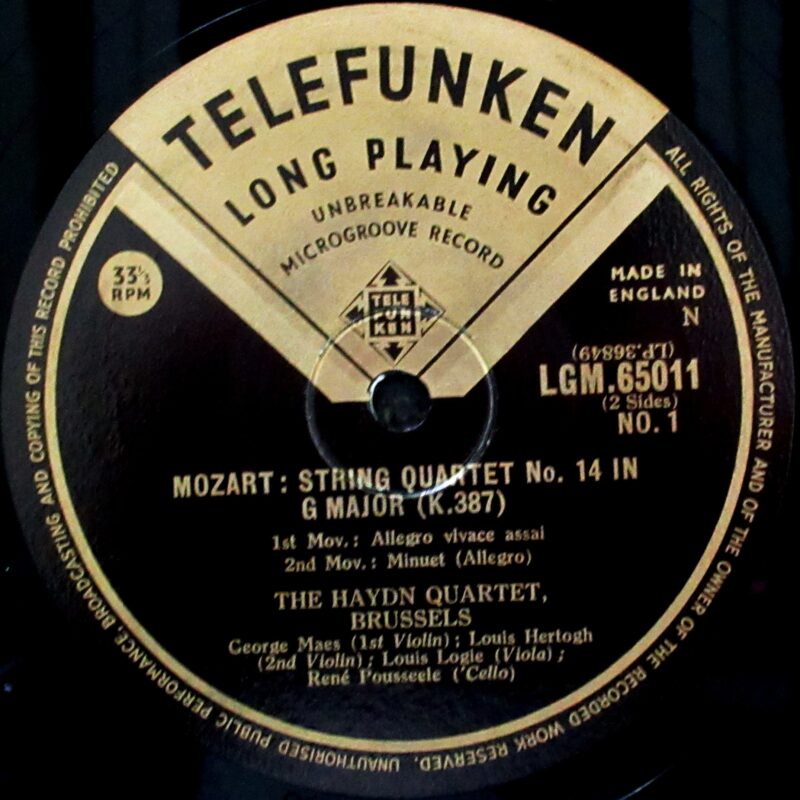 TELEFUNKEN
LONG PLAYING
UNBREAKABLE
MICROGROOVE RECORD
TELE
FUN
KEN
33⅓
RPM
MADE IN
ENGLAND
N
(LP.36849)
LGM.65011
(2 Sides)
NO. 1
MOZART: STRING QUARTET No. 14 IN
G MAJOR (K.387)
1st Mov.: Allegro vivace assai
2nd Mov.: Minuet (Allegro)
THE HAYDN QUARTET,
BRUSSELS
George Maes (1st Violin); Louis Hertogh
(2nd Violin); Louis Logie (Viola);
René Pousseele ('Cello)
ALL RIGHTS OF THE MANUFACTURER AND OF THE OWNER OF THE RECORDED WORK RESERVED. UNAUTHORISED PUBLIC PERFORMANCE, BROADCASTING AND COPYING OF THIS RECORD PROHIBITED